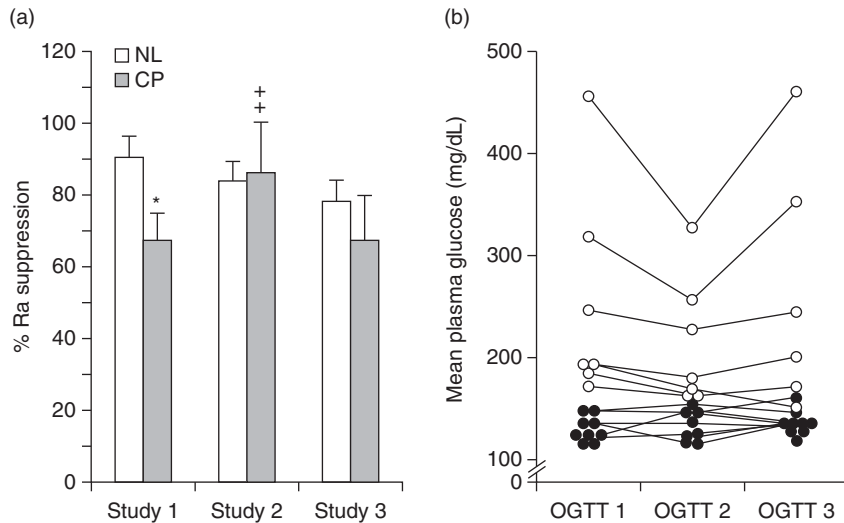 (a)
120
100
80
60
40
20
0
% Ra suppression
NL
CP
*
+
+
Study 1
Study 2
Study 3
(b)
500
400
300
200
100
0
Mean plasma glucose (mg/dL)
OGTT 1
OGTT 2
OGTT 3